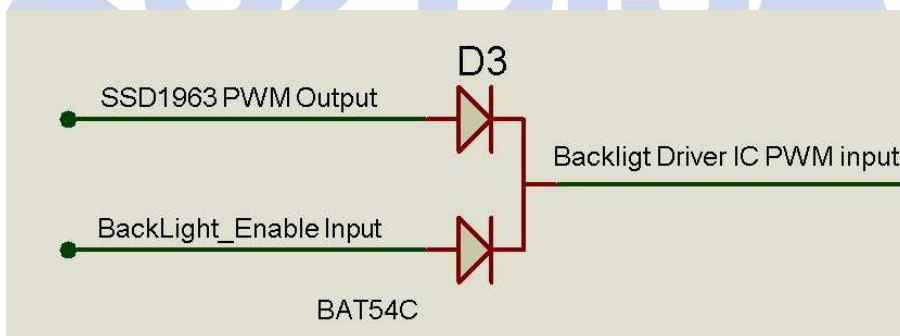 D3
SSD1963 PWM Output
Backligt Driver IC PWM input
BackLight_Enable Input
BAT54C